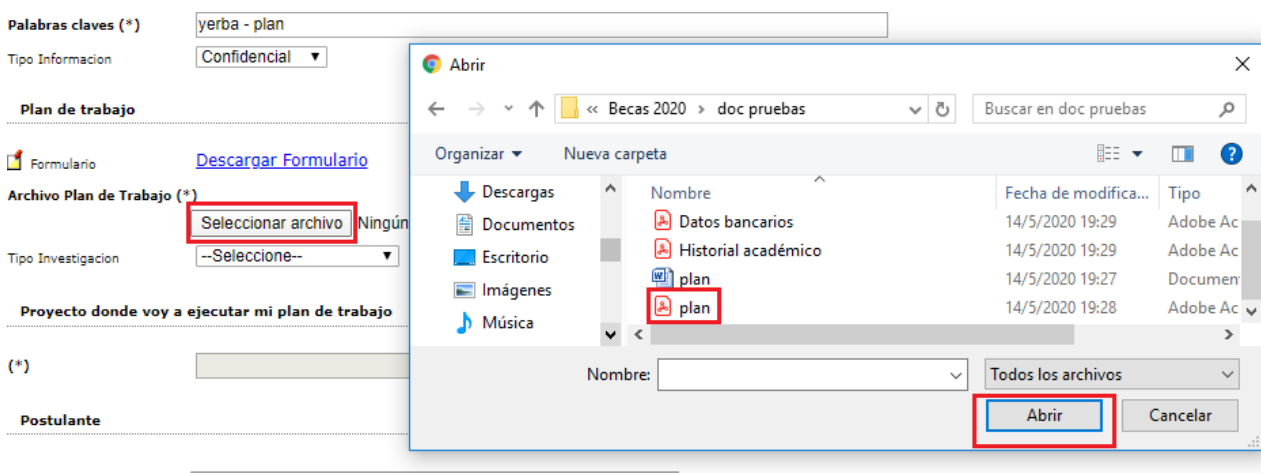 Palabras claves (*) yerba - plan
Tipo Informacion Confidencial
Plan de trabajo
Formulario Descargar Formulario
Archivo Plan de Trabajo (*)
Seleccionar archivo Ningún
Tipo Investigacion --Seleccione--
Proyecto donde voy a ejecutar mi plan de trabajo
(*)
Postulante
Abrir
« Becas 2020 > doc pruebas Buscar en doc pruebas
Organizar Nueva carpeta ?
Descargas
Documentos
Escritorio
Imágenes
Música
Nombre Fecha de modifica... Tipo
Datos bancarios 14/5/2020 19:29 Adobe Ac
Historial académico 14/5/2020 19:29 Adobe Ac
plan 14/5/2020 19:27 Documen
plan 14/5/2020 19:28 Adobe Ac
Nombre: Todos los archivos
Abrir Cancelar